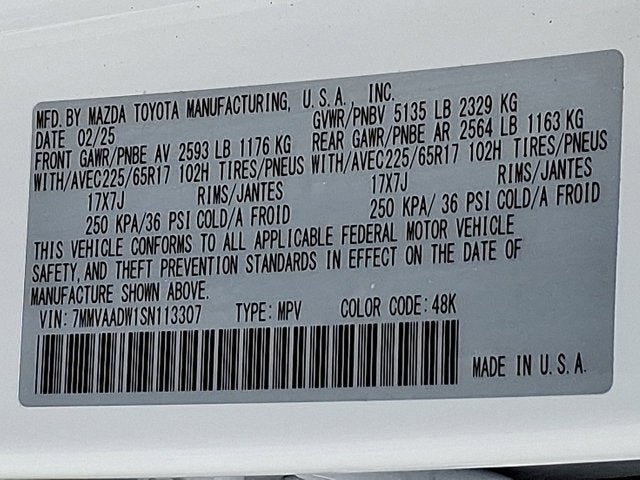 MFD. BY MAZDA TOYOTA MANUFACTURING, U.S.A. INC.
DATE 02/25 GVWR/PNBV 5135 LB 2329 KG
FRONT GAWR/PNBE AV 2593 LB 1176 KG REAR GAWR/PNBE AR 2564 LB 1163 KG
WITH/AVEC225/65R17 102H TIRES/PNEUS WITH/AVEC225/65R17 102H TIRES/PNEUS
17X7J RIMS/JANTES 17X7J RIMS/JANTES
250 KPA/36 PSI COLD/A FROID 250 KPA/ 36 PSI COLD/A FROID
THIS VEHICLE CONFORMS TO ALL APPLICABLE FEDERAL MOTOR VEHICLE
SAFETY, AND THEFT PREVENTION STANDARDS IN EFFECT ON THE DATE OF
MANUFACTURE SHOWN ABOVE.
VIN: 7MMVAADW1SN113307 TYPE: MPV COLOR CODE: 48K
MADE IN U.S.A.